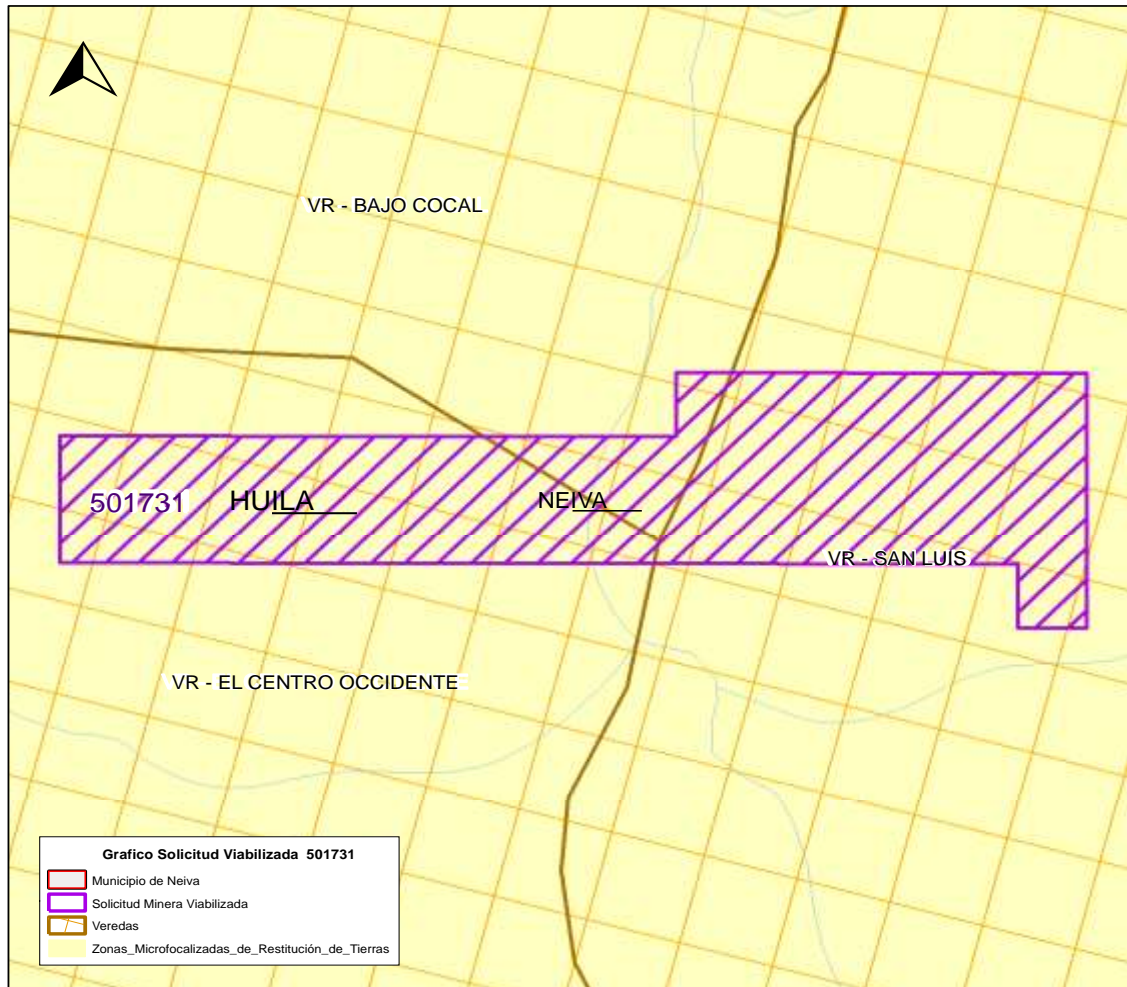 VR - BAJO COCAL
501731
HUILA
NEIVA
VR - SAN LUIS
VR - EL CENTRO OCCIDENTE
Grafico Solicitud Viabilizada 501731
Municipio de Neiva
Solicitud Minera Viabilizada
Veredas
Zonas_Microfocalizadas_de_Restitución_de_Tierras